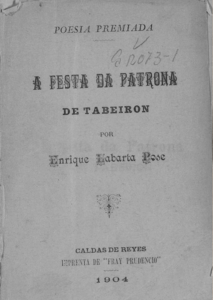 POESIA PREMIADA
A FESTA DA PATRONA
DE TABEIRON
POR
Enrique Labarta Pose
CALDAS DE REYES
IMPRENTA DE "FRAY PRUDENCIO"
1904